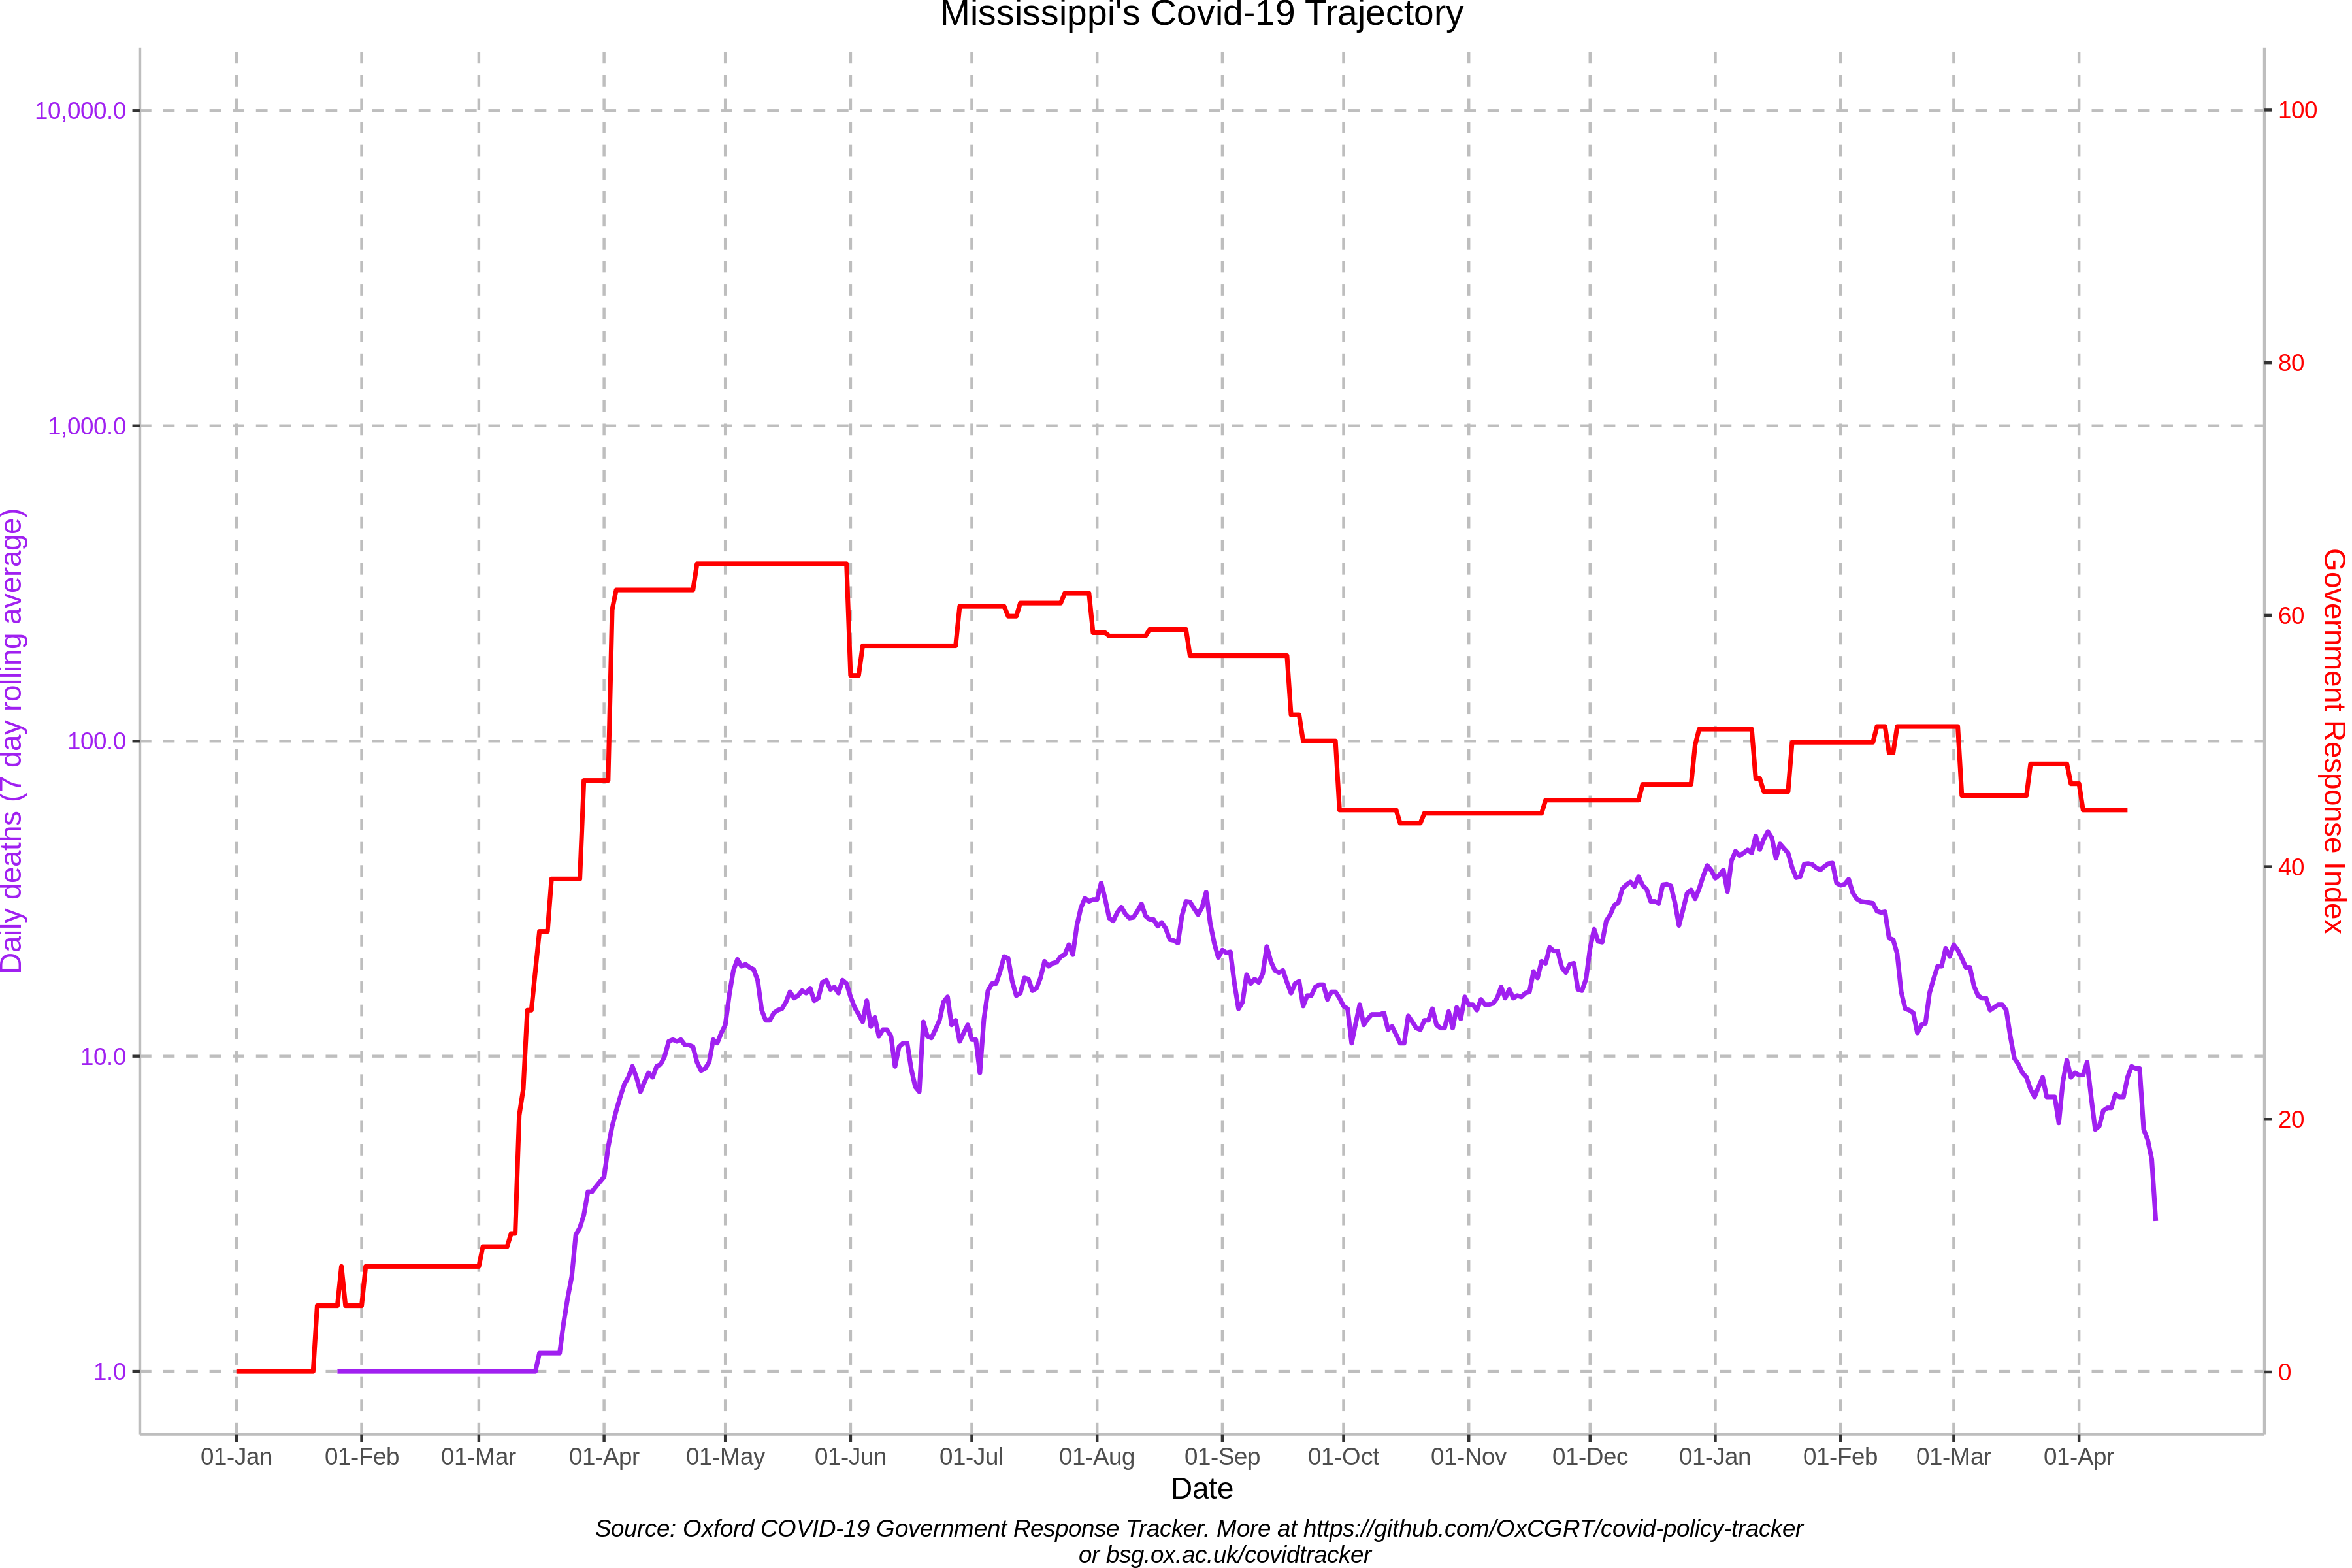 Mississippi's Covid-19 Trajectory
10,000.0
1,000.0
100.0
10.0
1.0
Daily deaths (7 day rolling average)
100
80
60
40
20
0
Government Response Index
01-Jan 01-Feb 01-Mar 01-Apr 01-May 01-Jun 01-Jul 01-Aug 01-Sep 01-Oct 01-Nov 01-Dec 01-Jan 01-Feb 01-Mar 01-Apr
Date
Source: Oxford COVID-19 Government Response Tracker. More at https://github.com/OxCGRT/covid-policy-tracker
or bsg.ox.ac.uk/covidtracker